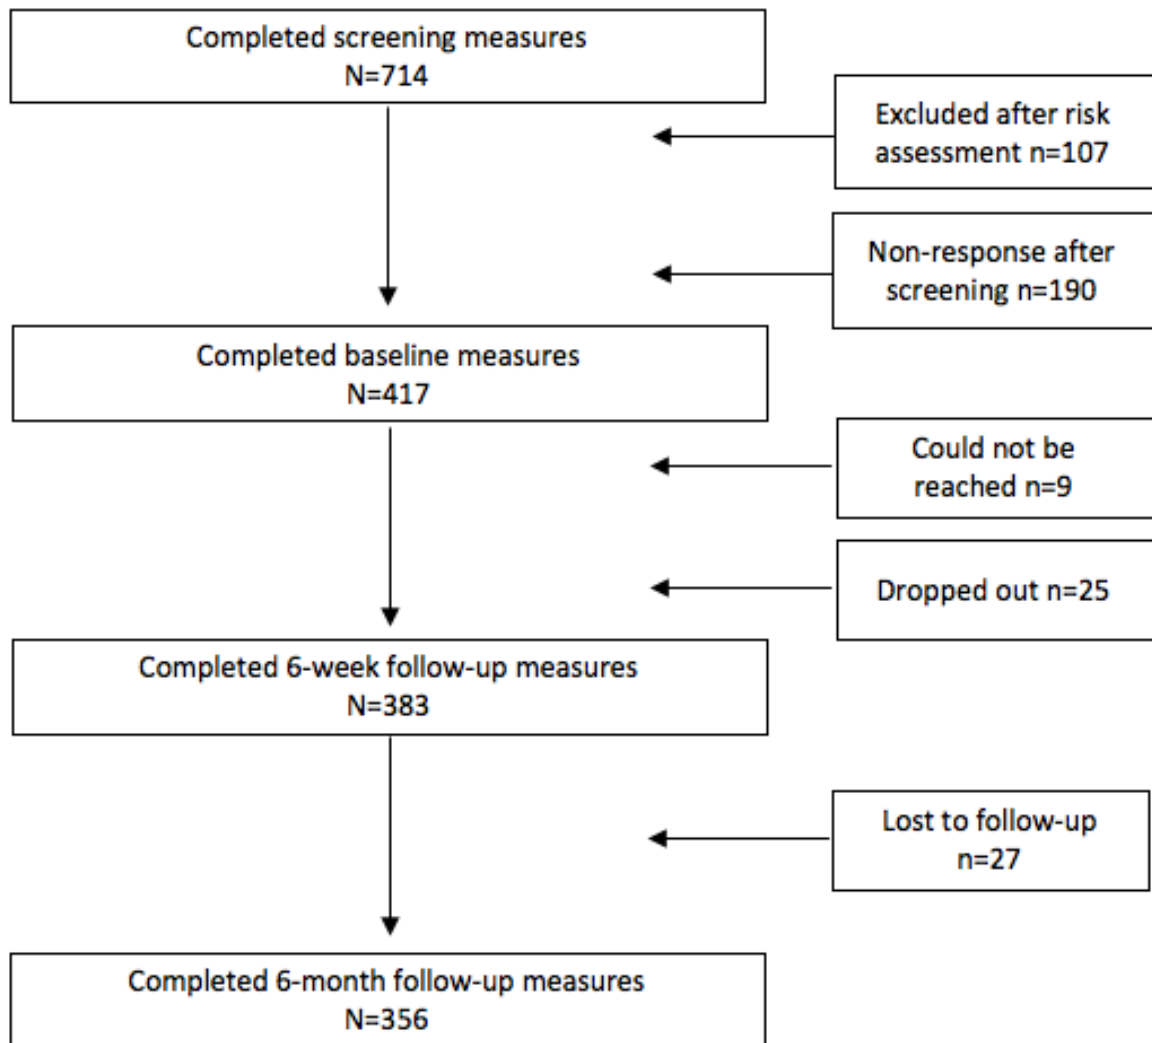 Completed screening measures
N=714
Excluded after risk
assessment n=107
Non-response after
screening n=190
Completed baseline measures
N=417
Could not be
reached n=9
Dropped out n=25
Completed 6-week follow-up measures
N=383
Lost to follow-up
n=27
Completed 6-month follow-up measures
N=356